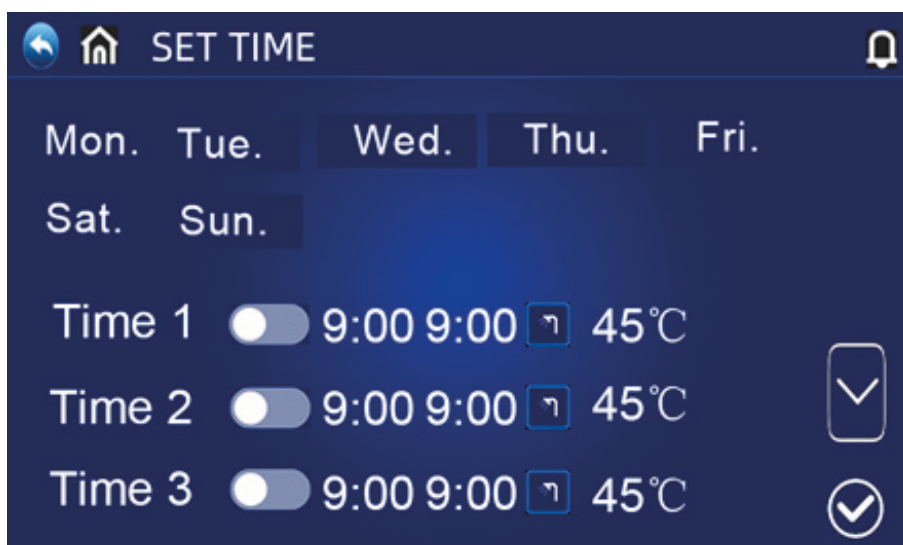 SET TIME
Mon. Tue. Wed. Thu. Fri.
Sat. Sun.
Time 1 9:00 9:00 45℃
Time 2 9:00 9:00 45℃
Time 3 9:00 9:00 45℃